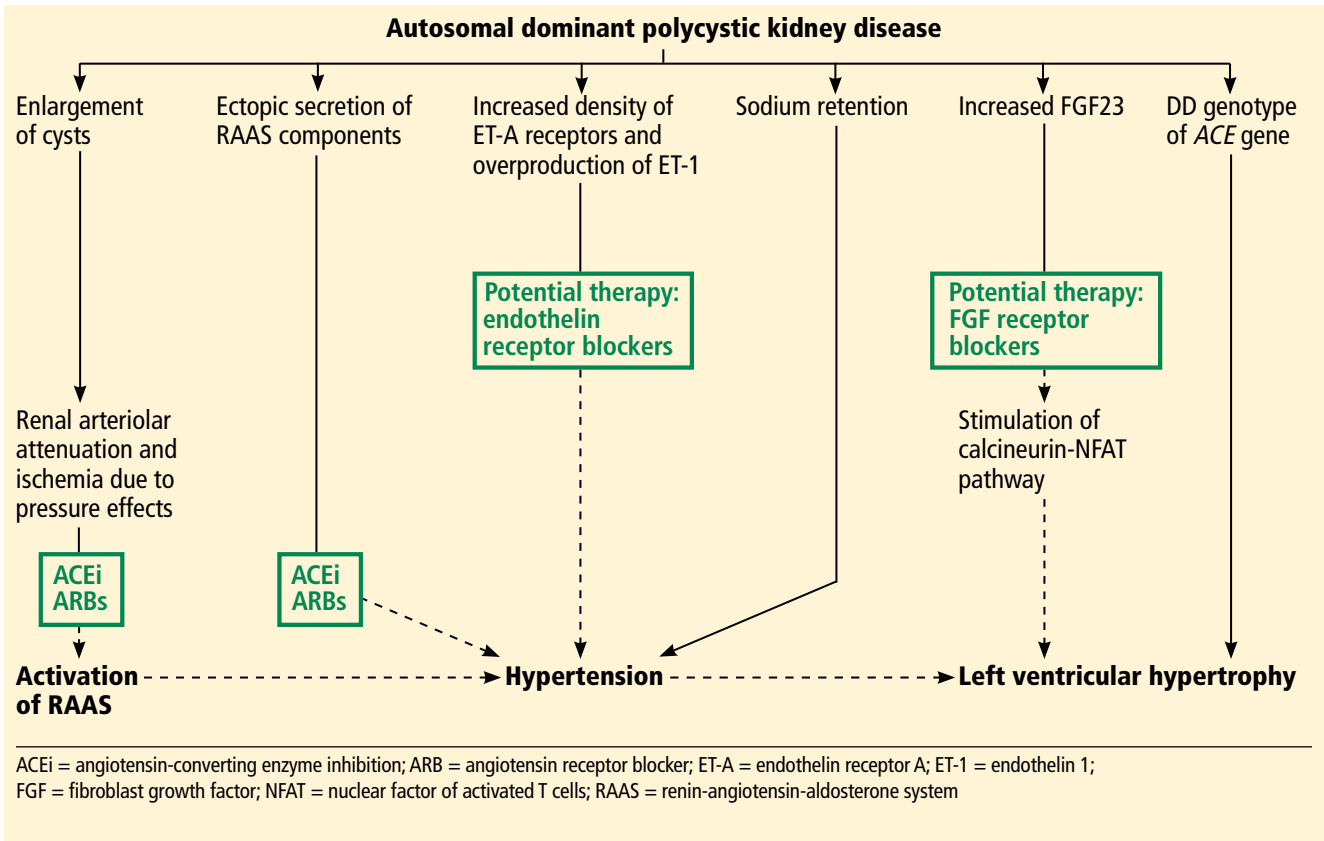 Autosomal dominant polycystic kidney disease
Enlargement
of cysts
Ectopic secretion of
RAAS components
Increased density of
ET-A receptors and
overproduction of ET-1
Sodium retention
Increased FGF23
DD genotype
of ACE gene
Potential therapy:
endothelin
receptor blockers
Potential therapy:
FGF receptor
blockers
Renal arteriolar
attenuation and
ischemia due to
pressure effects
Stimulation of
calcineurin-NFAT
pathway
ACEi
ARBs
ACEi
ARBs
Activation
of RAAS
Hypertension
Left ventricular hypertrophy
ACEi = angiotensin-converting enzyme inhibition; ARB = angiotensin receptor blocker; ET-A = endothelin receptor A; ET-1 = endothelin 1;
FGF = fibroblast growth factor; NFAT = nuclear factor of activated T cells; RAAS = renin-angiotensin-aldosterone system